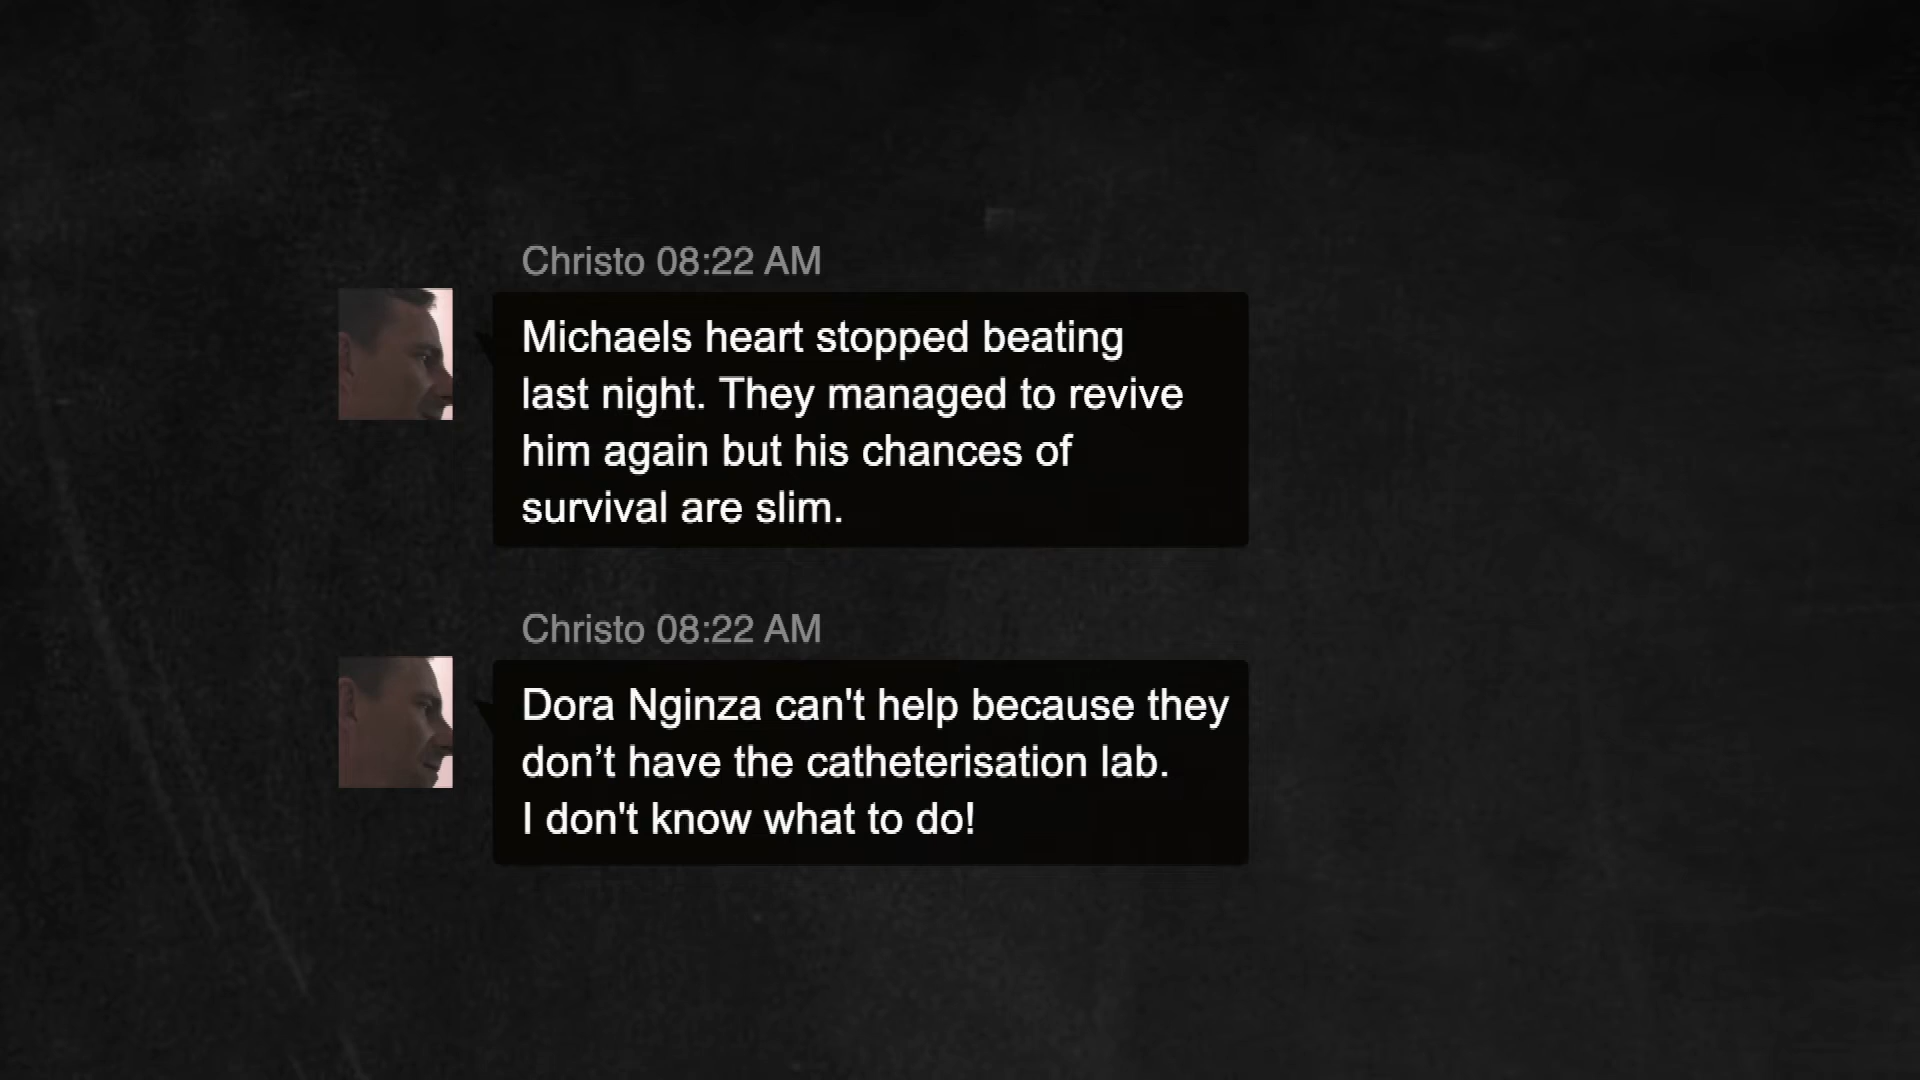 Christo 08:22 AM
Michaels heart stopped beating
last night. They managed to revive
him again but his chances of
survival are slim.
Christo 08:22 AM
Dora Nginza can't help because they
don’t have the catheterisation lab.
I don't know what to do!